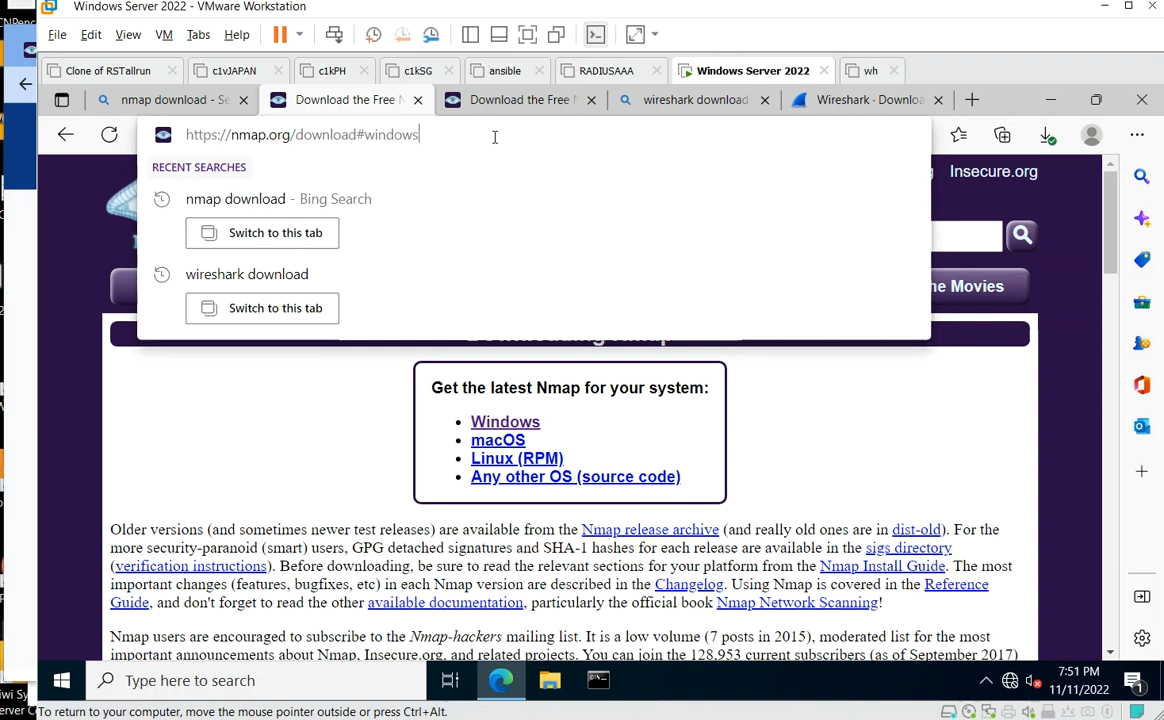 Windows Server 2022 - VMware Workstation
File Edit View VM Tabs Help
Clone of RSTallrun
c1vJAPAN
c1kPH
c1kSG
ansible
RADIUSAAA
Windows Server 2022
wh
nmap download - Se
Download the Free N
Download the Free N
wireshark download
Wireshark · Downloa
https://nmap.org/download#windows
RECENT SEARCHES
Insecure.org
nmap download - Bing Search
Switch to this tab
wireshark download
he Movies
Switch to this tab
Downloading Nmap
Get the latest Nmap for your system:
Windows
macOS
Linux (RPM)
Any other OS (source code)
Older versions (and sometimes newer test releases) are available from the Nmap release archive (and really old ones are in dist-old). For the
more security-paranoid (smart) users, GPG detached signatures and SHA-1 hashes for each release are available in the sigs directory
(verification instructions). Before downloading, be sure to read the relevant sections for your platform from the Nmap Install Guide. The most
important changes (features, bugfixes, etc) in each Nmap version are described in the Changelog. Using Nmap is covered in the Reference
Guide, and don't forget to read the other available documentation, particularly the official book Nmap Network Scanning!
Nmap users are encouraged to subscribe to the Nmap-hackers mailing list. It is a low volume (7 posts in 2015), moderated list for the most
important announcements about Nmap, Insecure.org, and related projects. You can join the 128,953 current subscribers (as of September 2017)
Type here to search
7:51 PM
11/11/2022
1
To return to your computer, move the mouse pointer outside or press Ctrl+Alt.